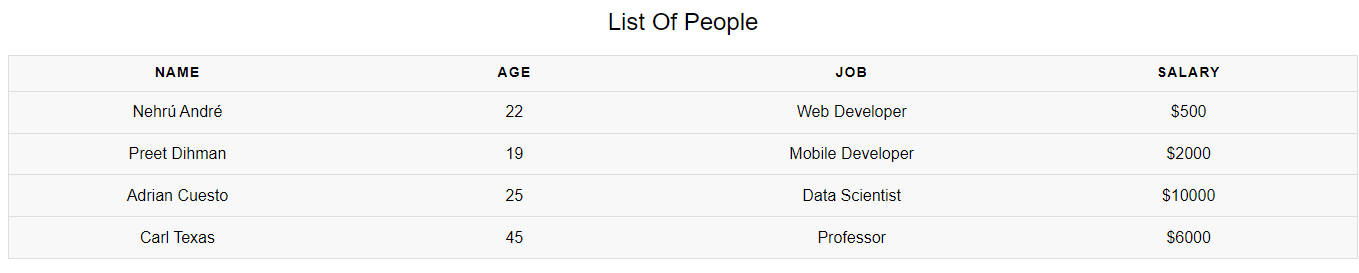 List Of People
NAME AGE JOB SALARY
Nehrú André 22 Web Developer $500
Preet Dihman 19 Mobile Developer $2000
Adrian Cuesto 25 Data Scientist $10000
Carl Texas 45 Professor $6000